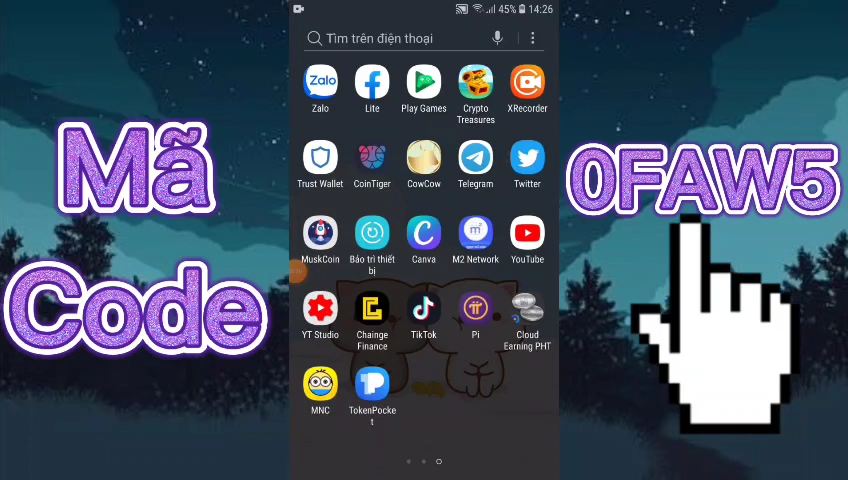 45% 14:26
Tìm trên điện thoại
Mã
Code
0FAW5
Zalo
Zalo
Lite
Play Games
Crypto
Treasures
XRecorder
Trust Wallet
CoinTiger
CowCow
Telegram
Twitter
MuskCoin
Bảo trì thiết
bị
Canva
M2 Network
YouTube
YT Studio
Chainge
Finance
TikTok
Pi
Cloud
Earning PHT
MNC
TokenPocke
t